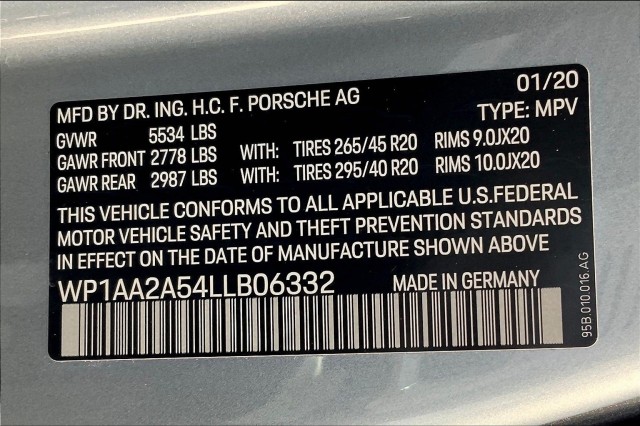 MFD BY DR. ING. H.C. F. PORSCHE AG 01/20
GVWR 5534 LBS TYPE: MPV
GAWR FRONT 2778 LBS WITH: TIRES 265/45 R20 RIMS 9.0JX20
GAWR REAR 2987 LBS WITH: TIRES 295/40 R20 RIMS 10.0JX20
THIS VEHICLE CONFORMS TO ALL APPLICABLE U.S.FEDERAL
MOTOR VEHICLE SAFETY AND THEFT PREVENTION STANDARDS
IN EFFECT ON THE DATE OF MANUFACTURE SHOWN ABOVE
WP1AA2A54LLB06332 MADE IN GERMANY
95B.010.016.AG